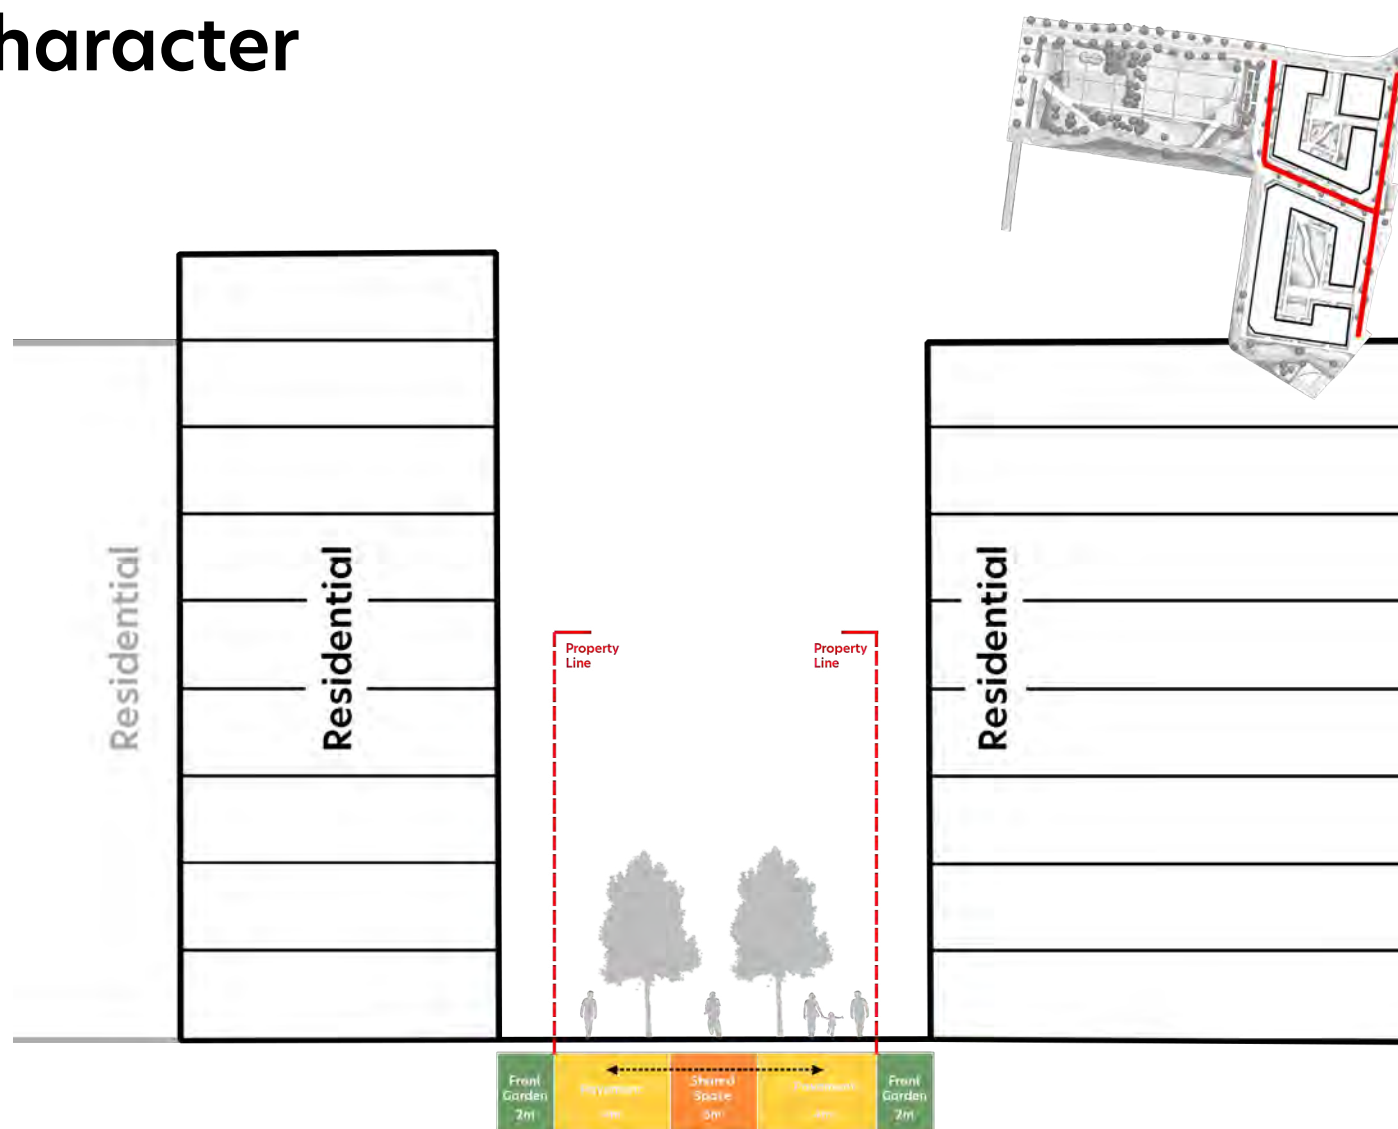 haracter
Residential
Residential
Residential
Property
Line
Property
Line
Front
Garden
2m
Shared
Space
Front
Garden
2m